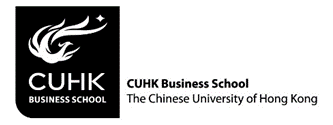 CUHK
BUSINESS SCHOOL
CUHK Business School
The Chinese University of Hong Kong